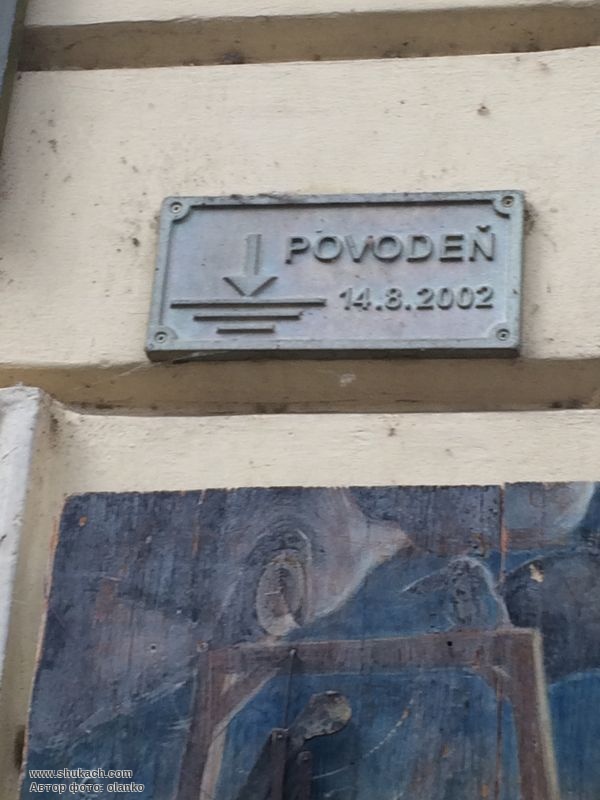 POVODEŇ
14.8.2002
www.shukach.com
Автор фото: olanko